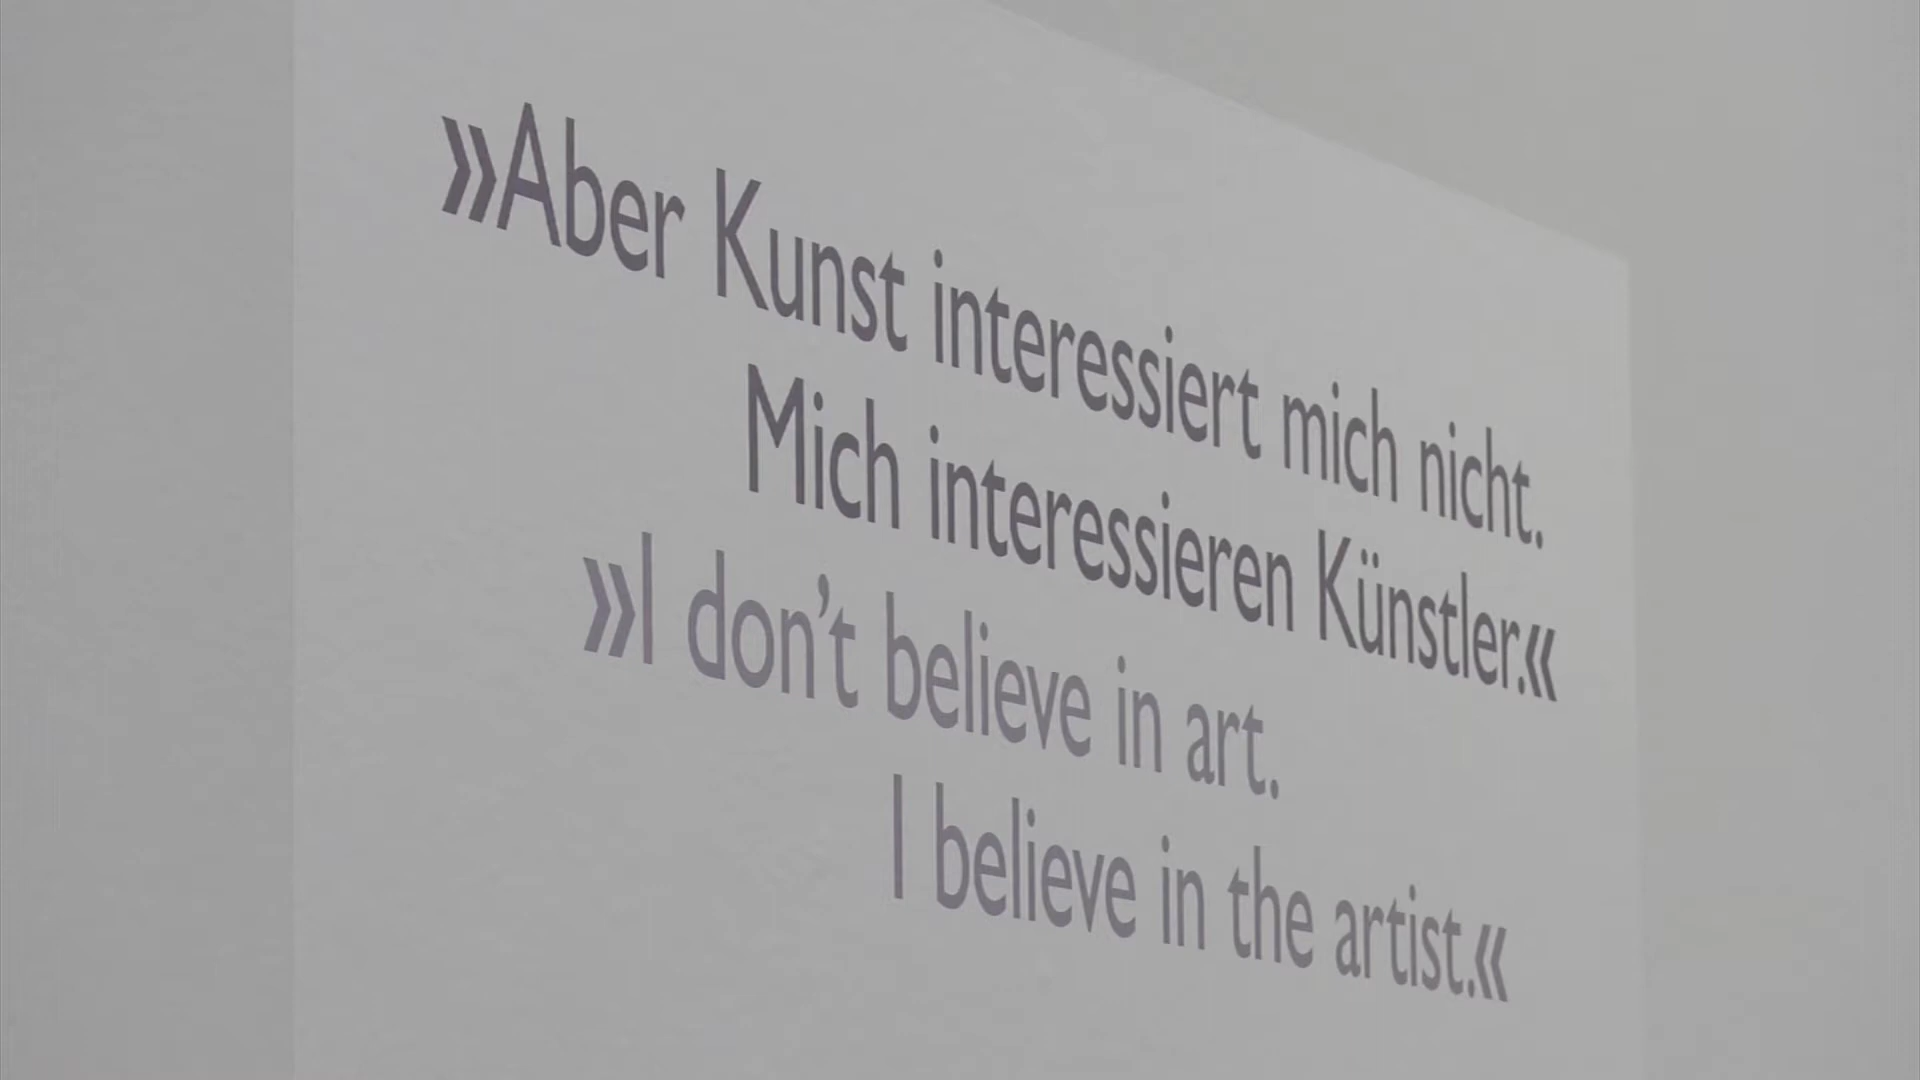 »Aber Kunst interessiert mich nicht.
Mich interessieren Künstler.«
»I don’t believe in art.
I believe in the artist.«